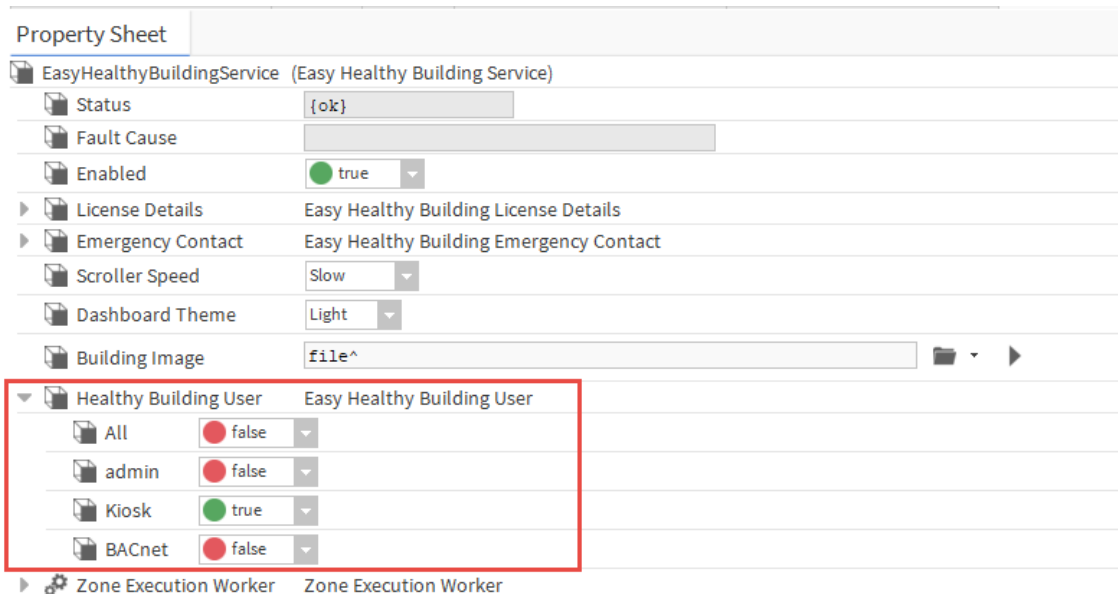 Property Sheet
EasyHealthyBuildingService (Easy Healthy Building Service)
Status {ok}
Fault Cause
Enabled true
License Details Easy Healthy Building License Details
Emergency Contact Easy Healthy Building Emergency Contact
Scroller Speed Slow
Dashboard Theme Light
Building Image file^
Healthy Building User Easy Healthy Building User
All false
admin false
Kiosk true
BACnet false
Zone Execution Worker Zone Execution Worker